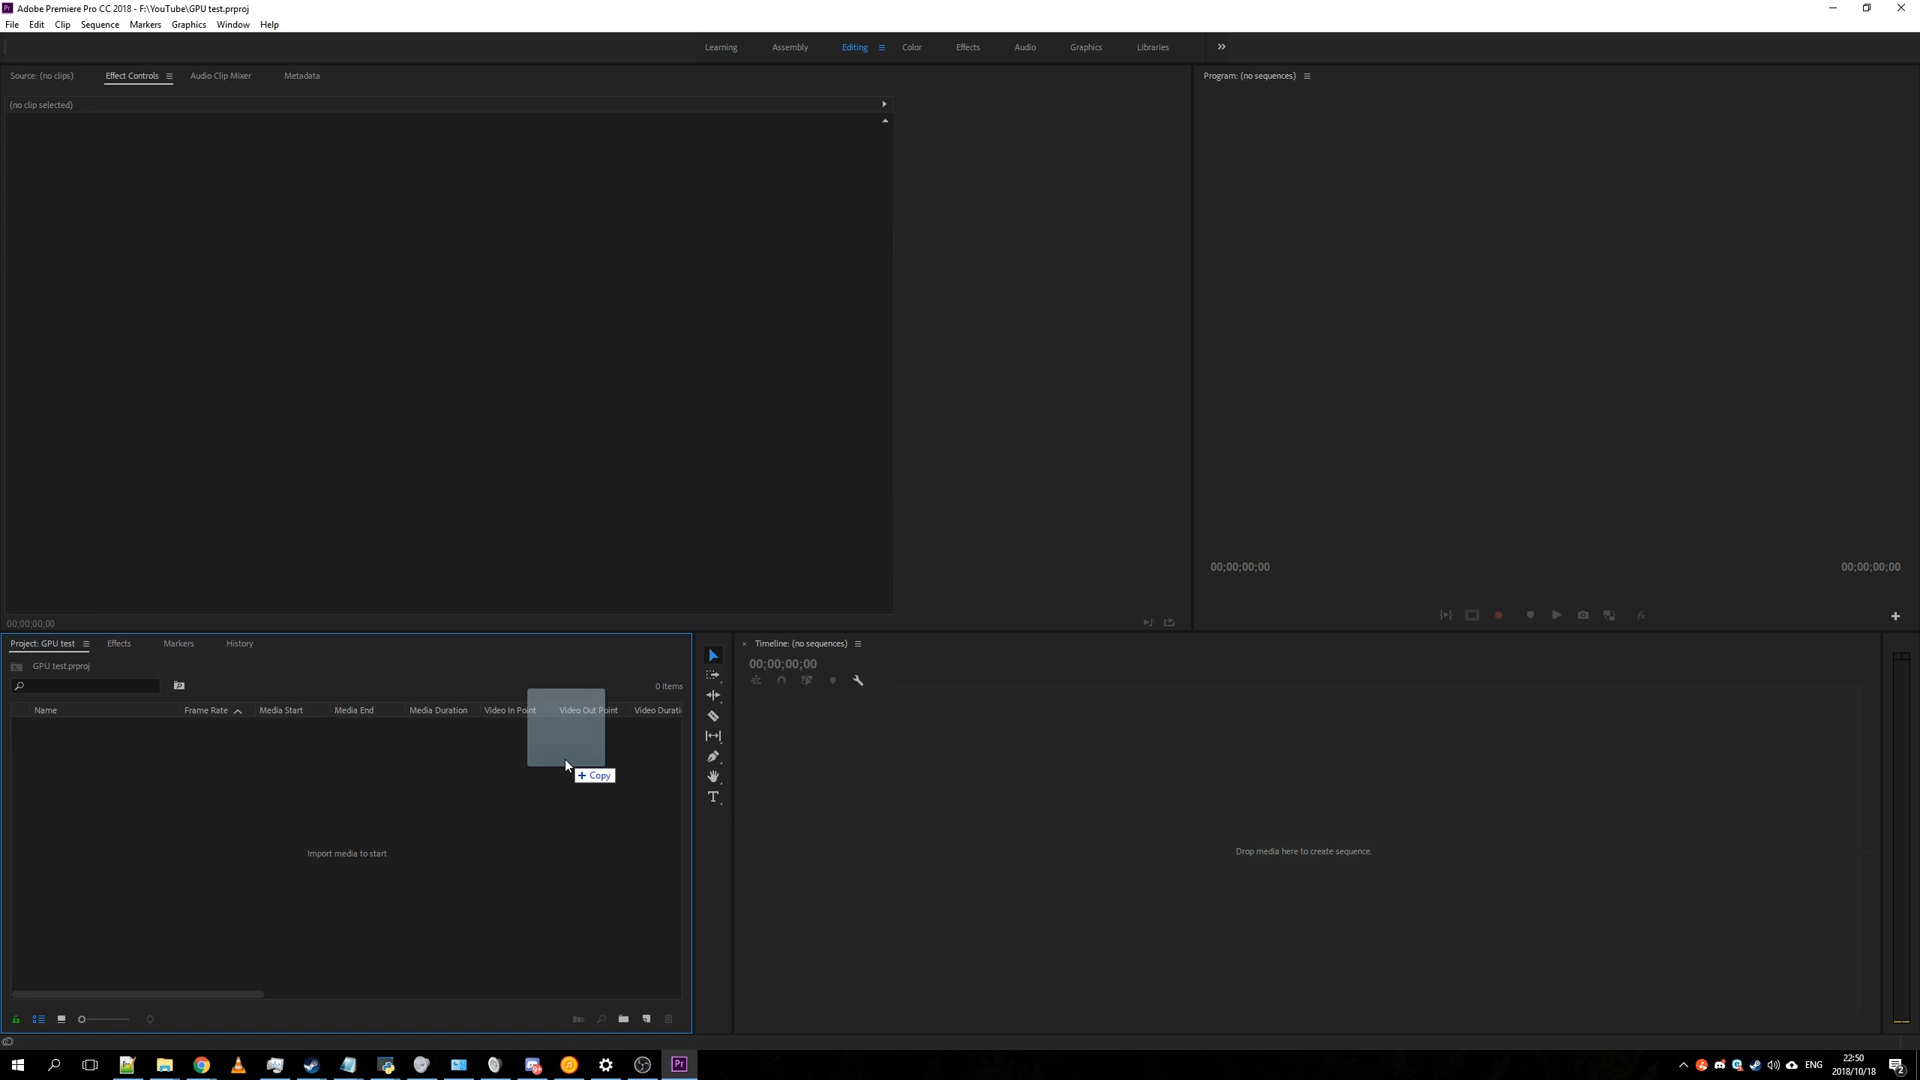 Adobe Premiere Pro CC 2018 - F:\YouTube\GPU test.prproj
File Edit Clip Sequence Markers Graphics Window Help
Learning Assembly Editing Color Effects Audio Graphics Libraries
Source: (no clips) Effect Controls Audio Clip Mixer Metadata
Program: (no sequences)
(no clip selected)
00;00;00;00 00;00;00;00
00;00;00;00
Project: GPU test Effects Markers History
Timeline: (no sequences)
GPU test.prproj
00;00;00;00
0 Items
Name Frame Rate Media Start Media End Media Duration Video In Point Video Out Point Video Durati
+ Copy
Import media to start
Drop media here to create sequence.
ENG
22:50
2018/10/18